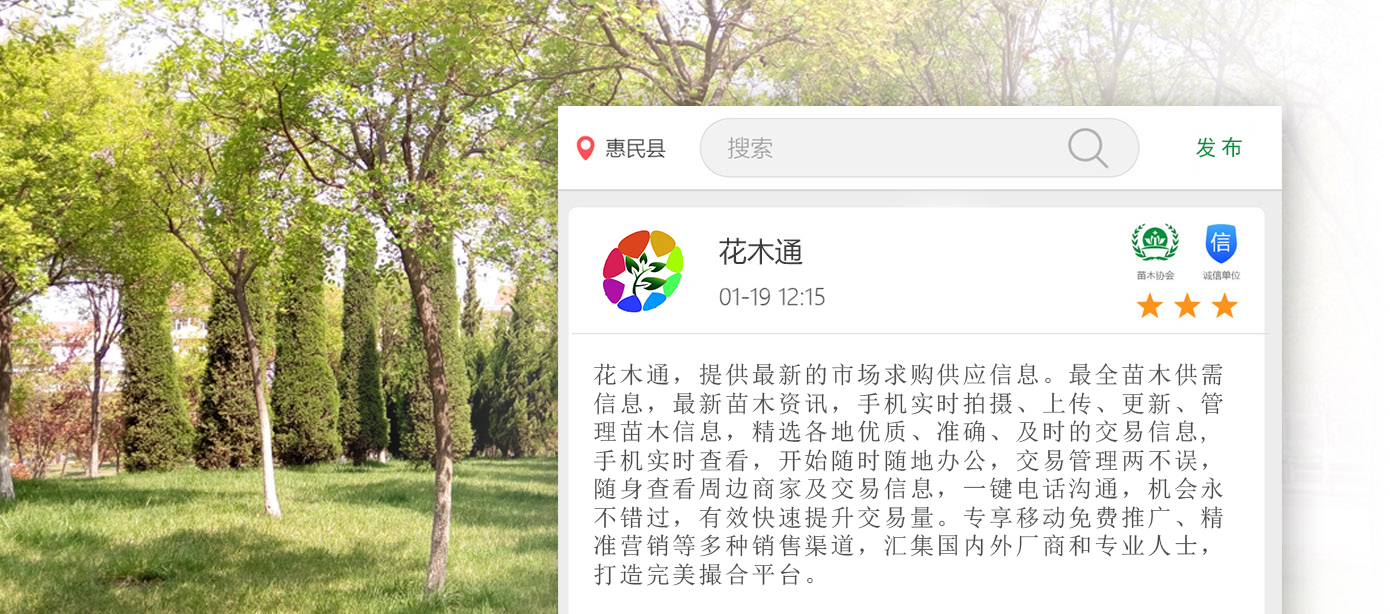 惠民县 搜索 发布
花木通
01-19 12:15
苗木协会 信 诚信单位
花木通，提供最新的市场求购供应信息。最全苗木供需
信息，最新苗木资讯，手机实时拍摄、上传、更新、管
理苗木信息，精选各地优质、准确、及时的交易信息，
手机实时查看，开始随时随地办公，交易管理两不误，
随身查看周边商家及交易信息，一键电话沟通，机会永
不错过，有效快速提升交易量。专享移动免费推广、精
准营销等多种销售渠道，汇集国内外厂商和专业人士，
打造完美撮合平台。